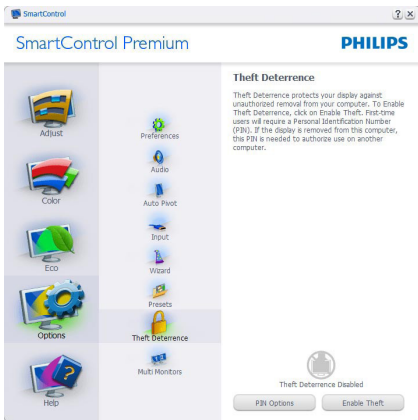 SmartControl
SmartControl Premium
PHILIPS
Adjust
Color
Eco
Options
Help
Preferences
Audio
Auto Pivot
Input
Wizard
Presets
Theft Deterrence
Multi Monitors
Theft Deterrence
Theft Deterrence protects your display against
unauthorized removal from your computer. To Enable
Theft Deterrence, click on Enable Theft. First-time
users will require a Personal Identification Number
(PIN). If the display is removed from this computer,
this PIN is needed to authorize use on another
computer.
Theft Deterrence Disabled
PIN Options
Enable Theft